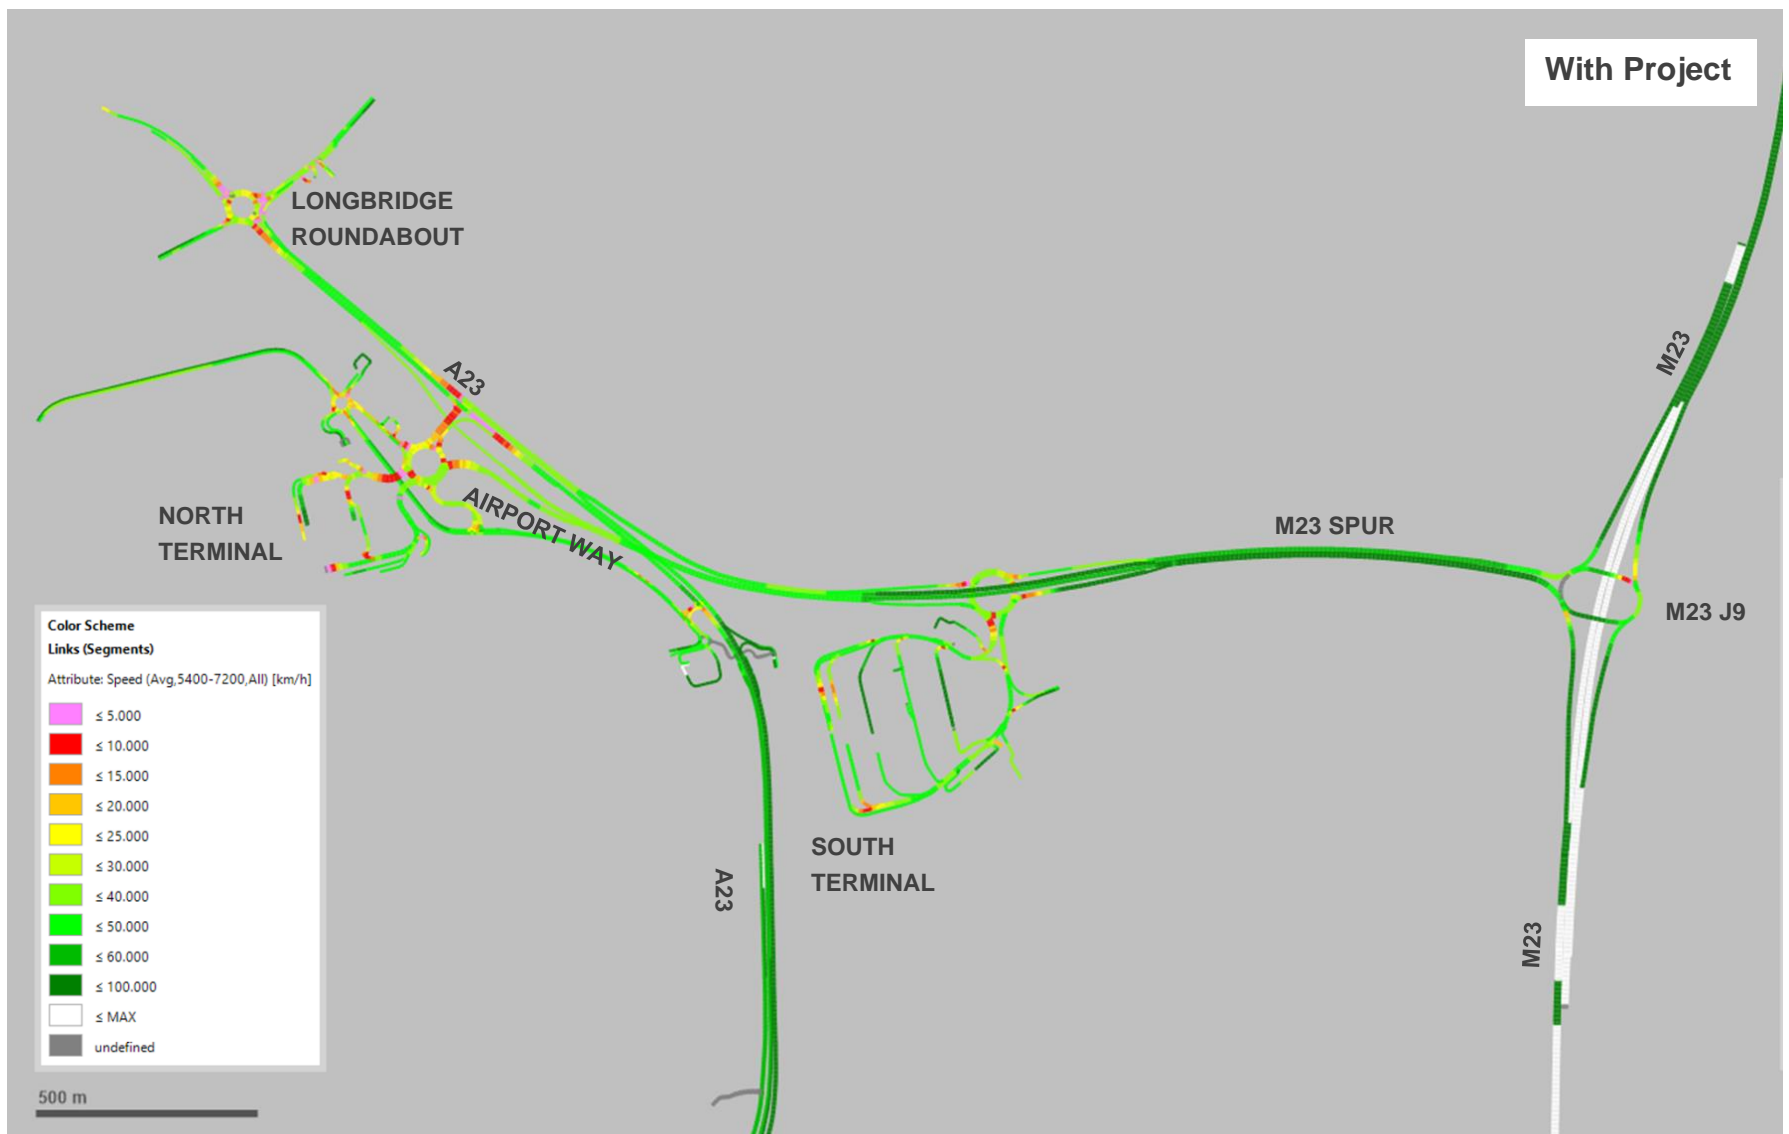 With Project
LONGBRIDGE
ROUNDABOUT
A23
M23
NORTH
TERMINAL
AIRPORT WAY
M23 SPUR
M23 J9
Color Scheme
Links (Segments)
Attribute: Speed (Avg,5400-7200,All) [km/h]
≤ 5.000
≤ 10.000
≤ 15.000
≤ 20.000
≤ 25.000
≤ 30.000
≤ 40.000
≤ 50.000
≤ 60.000
≤ 100.000
≤ MAX
undefined
SOUTH
TERMINAL
A23
M23
500 m